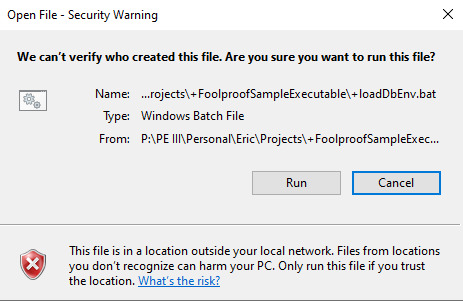 Open File - Security Warning
We can't verify who created this file. Are you sure you want to run this file?
Name: ...rojects\+FoolproofSampleExecutable\+loadDbEnv.bat
Type: Windows Batch File
From: P:\PE III\Personal\Eric\Projects\+FoolproofSampleExec...
Run Cancel
This file is in a location outside your local network. Files from locations
you don't recognize can harm your PC. Only run this file if you trust
the location. What's the risk?